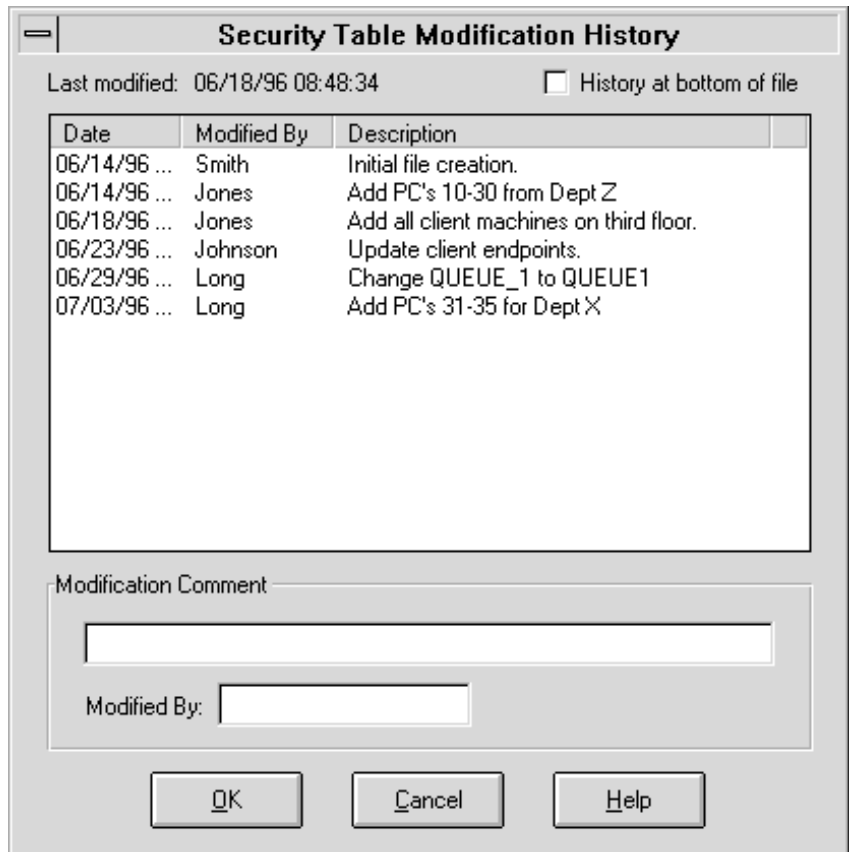 Security Table Modification History
Last modified: 06/18/96 08:48:34 History at bottom of file
Date Modified By Description
06/14/96 ... Smith Initial file creation.
06/14/96 ... Jones Add PC's 10-30 from Dept Z
06/18/96 ... Jones Add all client machines on third floor.
06/23/96 ... Johnson Update client endpoints.
06/29/96 ... Long Change QUEUE_1 to QUEUE1
07/03/96 ... Long Add PC's 31-35 for Dept X
Modification Comment
Modified By:
OK Cancel Help